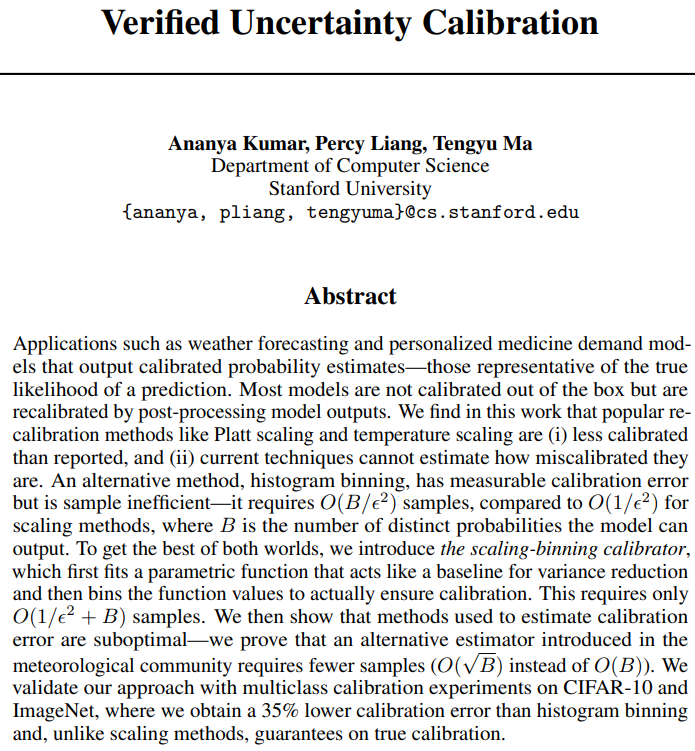 Verified Uncertainty Calibration
Ananya Kumar, Percy Liang, Tengyu Ma
Department of Computer Science
Stanford University
{ananya, pliang, tengyuma}@cs.stanford.edu
Abstract
Applications such as weather forecasting and personalized medicine demand mod-
els that output calibrated probability estimates—those representative of the true
likelihood of a prediction. Most models are not calibrated out of the box but are
recalibrated by post-processing model outputs. We find in this work that popular re-
calibration methods like Platt scaling and temperature scaling are (i) less calibrated
than reported, and (ii) current techniques cannot estimate how miscalibrated they
are. An alternative method, histogram binning, has measurable calibration error
but is sample inefficient—it requires O(B/ϵ²) samples, compared to O(1/ϵ²) for
scaling methods, where B is the number of distinct probabilities the model can
output. To get the best of both worlds, we introduce the scaling-binning calibrator,
which first fits a parametric function that acts like a baseline for variance reduction
and then bins the function values to actually ensure calibration. This requires only
O(1/ϵ² + B) samples. We then show that methods used to estimate calibration
error are suboptimal—we prove that an alternative estimator introduced in the
meteorological community requires fewer samples (O(√B) instead of O(B)). We
validate our approach with multiclass calibration experiments on CIFAR-10 and
ImageNet, where we obtain a 35% lower calibration error than histogram binning
and, unlike scaling methods, guarantees on true calibration.